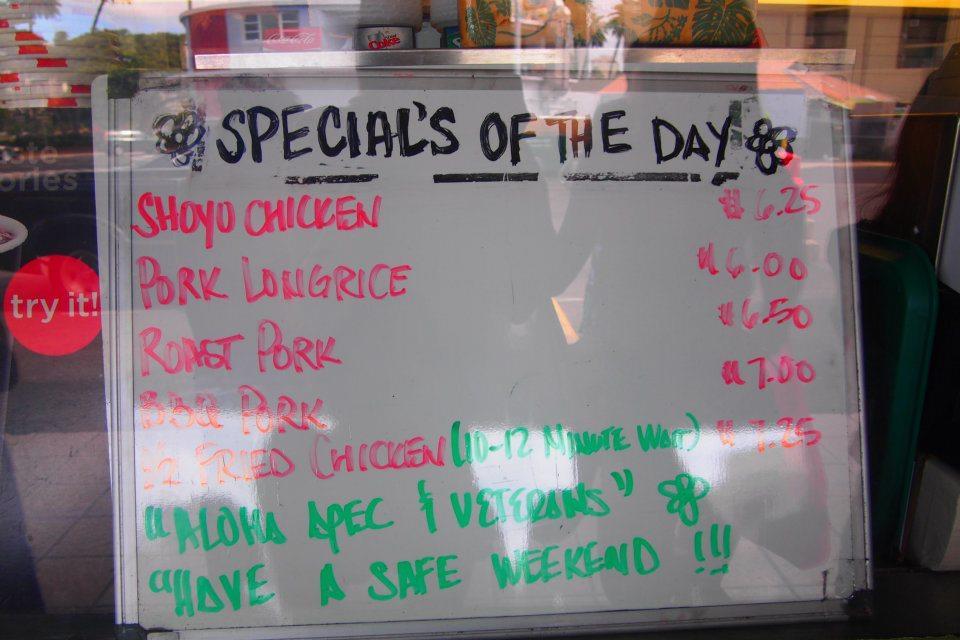 SPECIAL'S OF THE DAY
SHOYU CHICKEN $6.25
PORK LONGRICE $6.00
ROAST PORK $6.50
BBQ PORK $7.00
1/2 FRIED CHICKEN (10-12 MINUTE WAIT) $7.25
"ALOHA APEC & VETERANS"
"HAVE A SAFE WEEKEND !!!
try it!
Coca-Cola
Coke